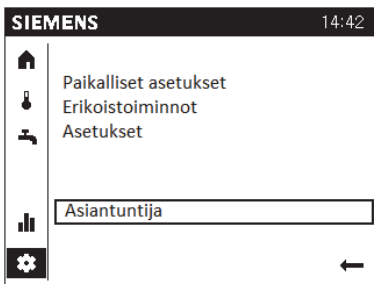 SIEMENS 14:42
Paikalliset asetukset
Erikoistoiminnot
Asetukset
Asiantuntija